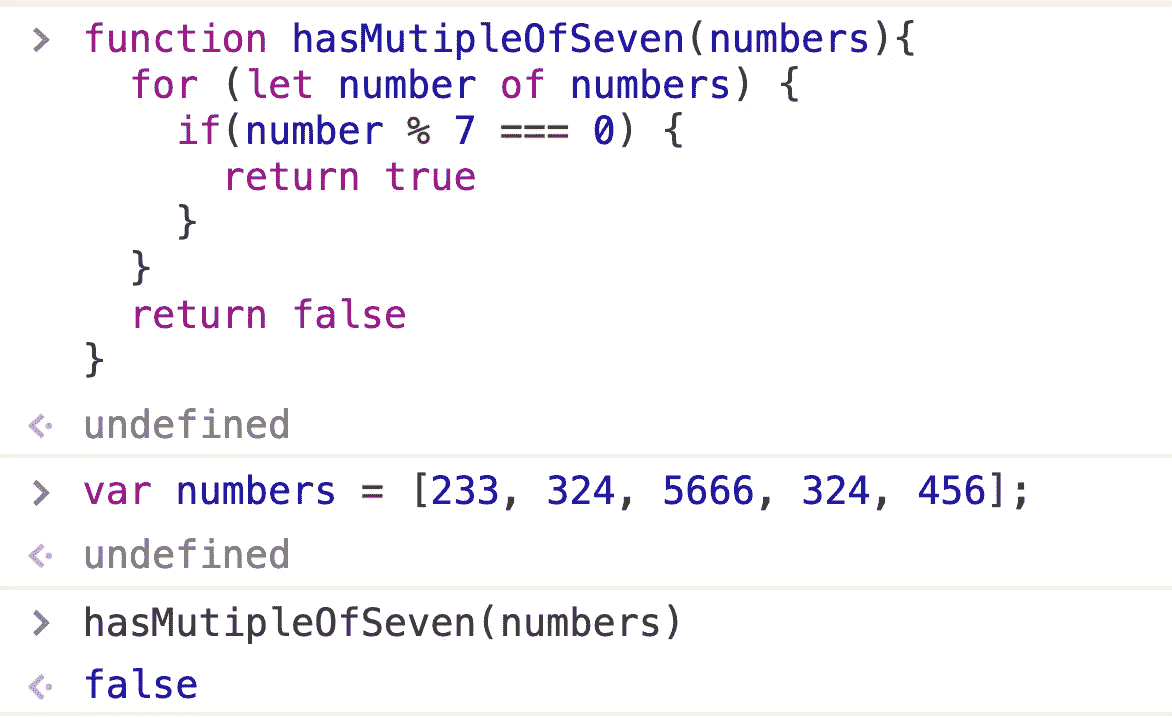 > function hasMutipleOfSeven(numbers){
for (let number of numbers) {
if(number % 7 === 0) {
return true
}
}
return false
}
<· undefined
> var numbers = [233, 324, 5666, 324, 456];
<· undefined
> hasMutipleOfSeven(numbers)
<· false